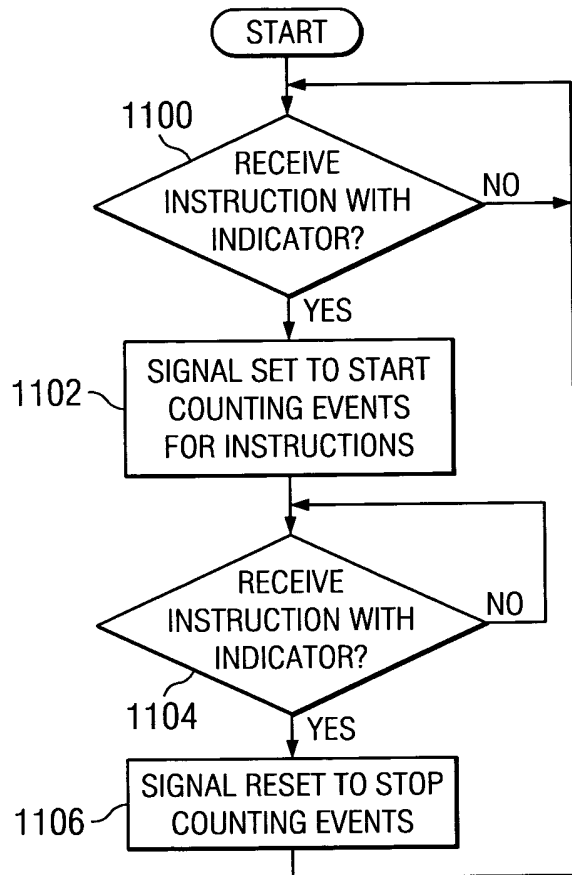 START
1100
RECEIVE
INSTRUCTION WITH
INDICATOR?
NO
YES
1102
SIGNAL SET TO START
COUNTING EVENTS
FOR INSTRUCTIONS
RECEIVE
INSTRUCTION WITH
INDICATOR?
NO
1104
YES
1106
SIGNAL RESET TO STOP
COUNTING EVENTS